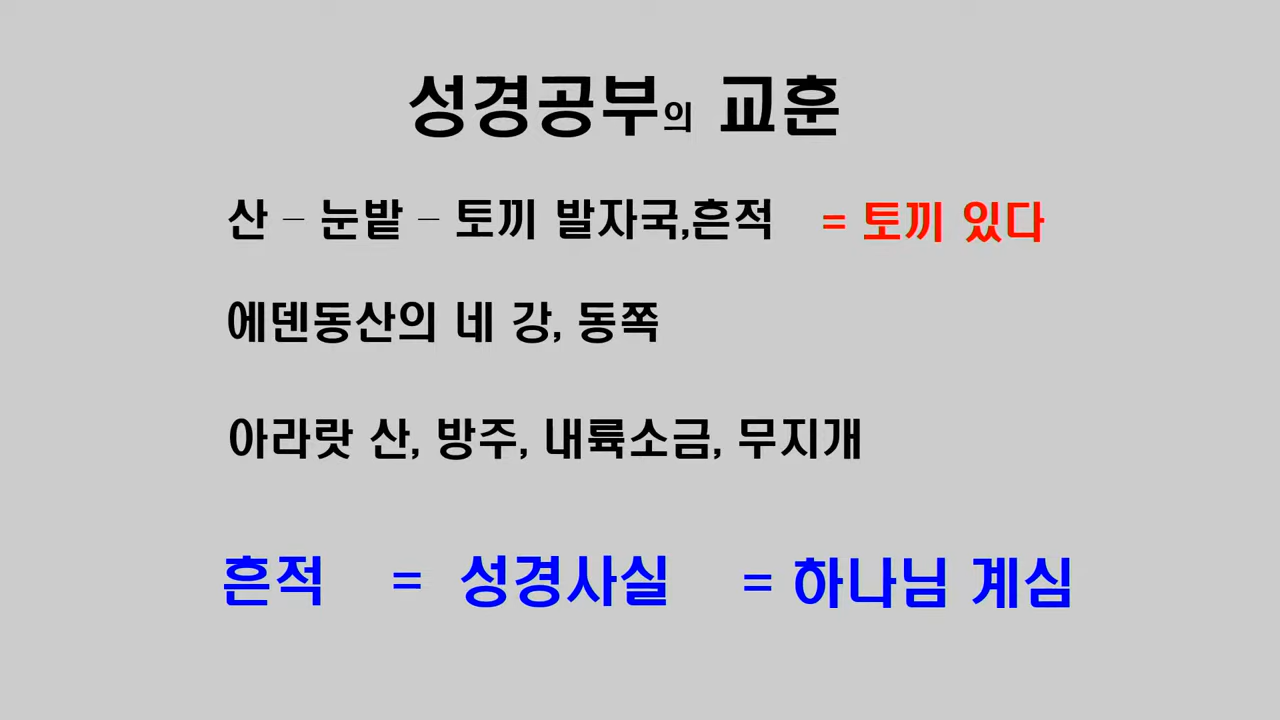 성경공부의 교훈
산 – 눈밭 – 토끼 발자국,흔적 = 토끼 있다
에덴동산의 네 강, 동쪽
아라랏 산, 방주, 내륙소금, 무지개
흔적 = 성경사실 = 하나님 계심